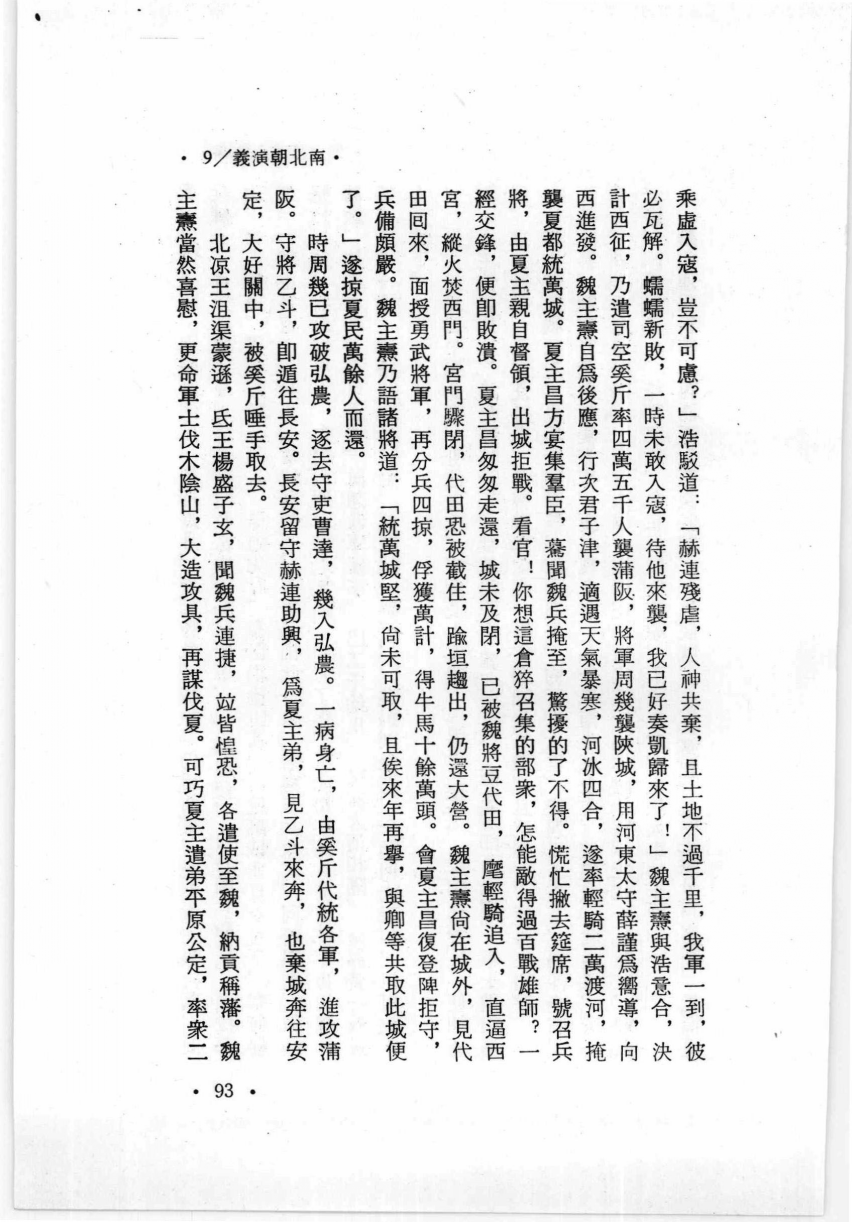 ・南北朝演義/9・
乘虛入寇，豈不可慮？」浩駁道：「赫連殘虐，人神共棄，且土地不過千里，我軍一到，彼
必瓦解。蠕蠕新敗，一時未敢入寇，待他來襲，我已好奏凱歸來了！」魏主燾與浩意合，決
計西征，乃遣司空奚斤率四萬五千人襲蒲阪，將軍周幾襲陝城，用河東太守薛謹爲嚮導，向
西進發。魏主燾自爲後應，行次君子津，適遇天氣暴寒，河冰四合，遂率輕騎二萬渡河，掩
襲夏都統萬城。夏主昌方宴集羣臣，驀聞魏兵掩至，驚擾的了不得。慌忙撤去筵席，號召兵
將，由夏主親自督領，出城拒戰。看官！你想這倉猝召集的部衆，怎能敵得過百戰雄師？一
經交鋒，便卽敗潰。夏主昌匆匆走還，城未及閉，已被魏將豆代田，麾輕騎追入，直逼西
宮，縱火焚西門。宮門驟閉，代田恐被截住，踰垣趨出，仍還大營。魏主燾尙在城外，見代
田囘來，面授勇武將軍，再分兵四掠，俘獲萬計，得牛馬十餘萬頭。會夏主昌復登陴拒守，
兵備頗嚴。魏主燾乃語諸將道：「統萬城堅，尙未可取，且俟來年再擧，與卿等共取此城便
了。」遂掠夏民萬餘人而還。
時周幾已攻破弘農，逐去守吏曹達，幾入弘農。一病身亡，由奚斤代統各軍，進攻蒲
阪。守將乙斗，卽遁往長安。長安留守赫連助興，爲夏主弟，見乙斗來奔，也棄城奔往安
定，大好關中，被奚斤唾手取去。
北凉王沮渠蒙遜，氐王楊盛子玄，聞魏兵連捷，竝皆惶恐，各遣使至魏，納貢稱藩。魏
主燾當然喜慰，更命軍士伐木陰山，大造攻具，再謀伐夏。可巧夏主遣弟平原公定，率衆二
・93・